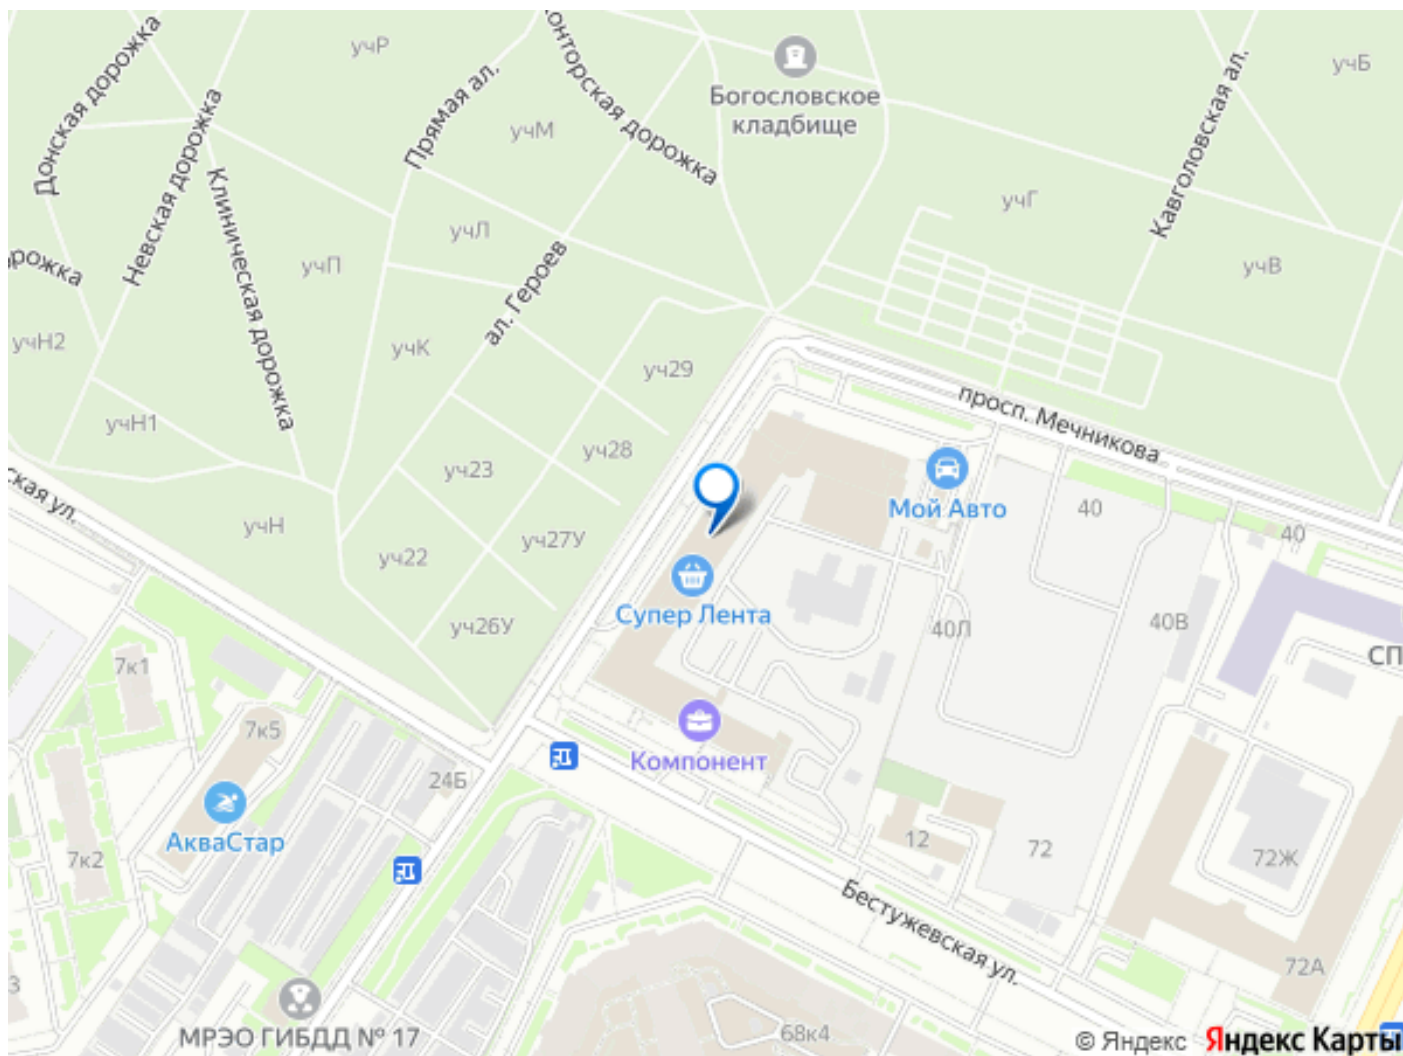 учР
учБ
Донская дорожка
Невская дорожка
Прямая ал.
Конторская дорожка
Богословское
кладбище
учМ
Кавголовская ал.
Клиническая дорожка
учГ
учЛ
учП
учВ
дорожка
ал. Героев
учН2
учК
уч29
просп. Мечникова
учН1
уч28
уч23
Мой Авто
40
ская ул.
учН
уч27У
40
уч22
Супер Лента
уч26У
40Л
40В
СП
7к1
7к5
Компонент
24Б
АкваСтар
7к2
12
72
72Ж
Бестужевская ул.
72А
3
МРЭО ГИБДД № 17
68к4
© Яндекс
Яндекс Карты